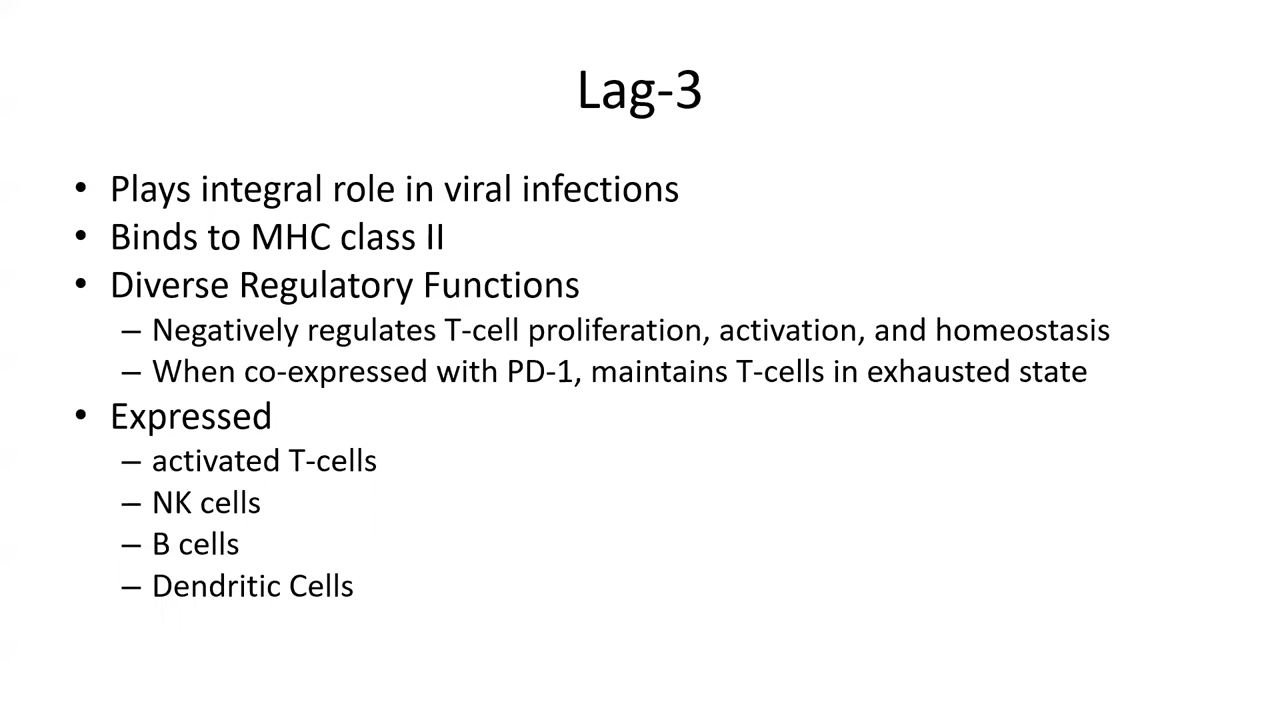 Lag-3
• Plays integral role in viral infections
• Binds to MHC class II
• Diverse Regulatory Functions
– Negatively regulates T-cell proliferation, activation, and homeostasis
– When co-expressed with PD-1, maintains T-cells in exhausted state
• Expressed
– activated T-cells
– NK cells
– B cells
– Dendritic Cells